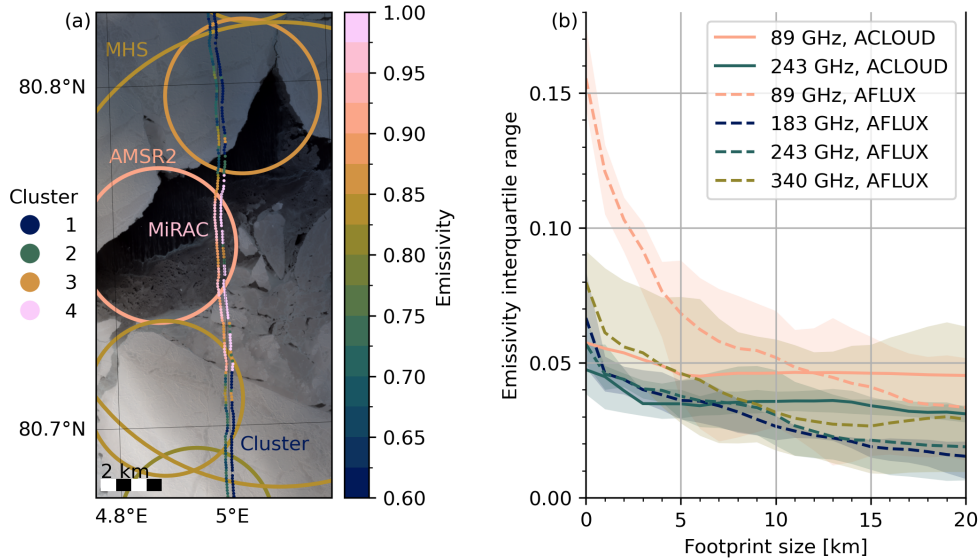 (a)
MHS
80.8°N
AMSR2
MiRAC
Cluster
1
2
3
4
80.7°N
Cluster
2 km
4.8°E
5°E
1.00
0.95
0.90
0.85
0.80
0.75
0.70
0.65
0.60
Emissivity
(b)
89 GHz, ACLOUD
243 GHz, ACLOUD
89 GHz, AFLUX
183 GHz, AFLUX
243 GHz, AFLUX
340 GHz, AFLUX
Emissivity interquartile range
0.15
0.10
0.05
0.00
0
5
10
15
20
Footprint size [km]